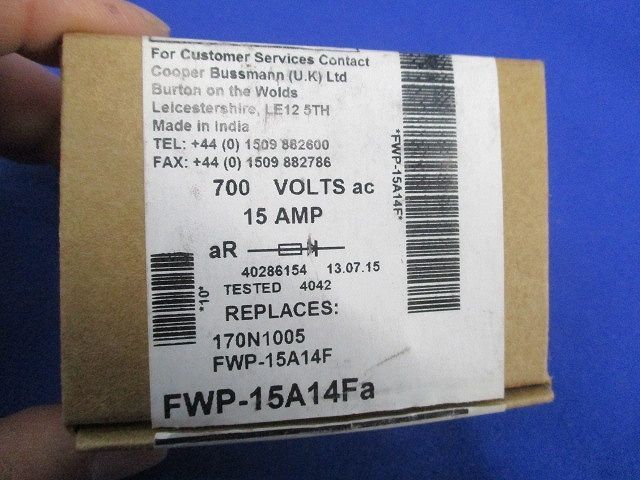 For Customer Services Contact
Cooper Bussmann (U.K) Ltd
Burton on the Wolds
Leicestershire, LE12 5TH
Made in India
TEL: +44 (0) 1509 882600
FAX: +44 (0) 1509 882786
700 VOLTS ac
15 AMP
aR
40286154 13.07.15
TESTED 4042
REPLACES:
170N1005
FWP-15A14F
FWP-15A14Fa
*10*
*FWP-15A14F*